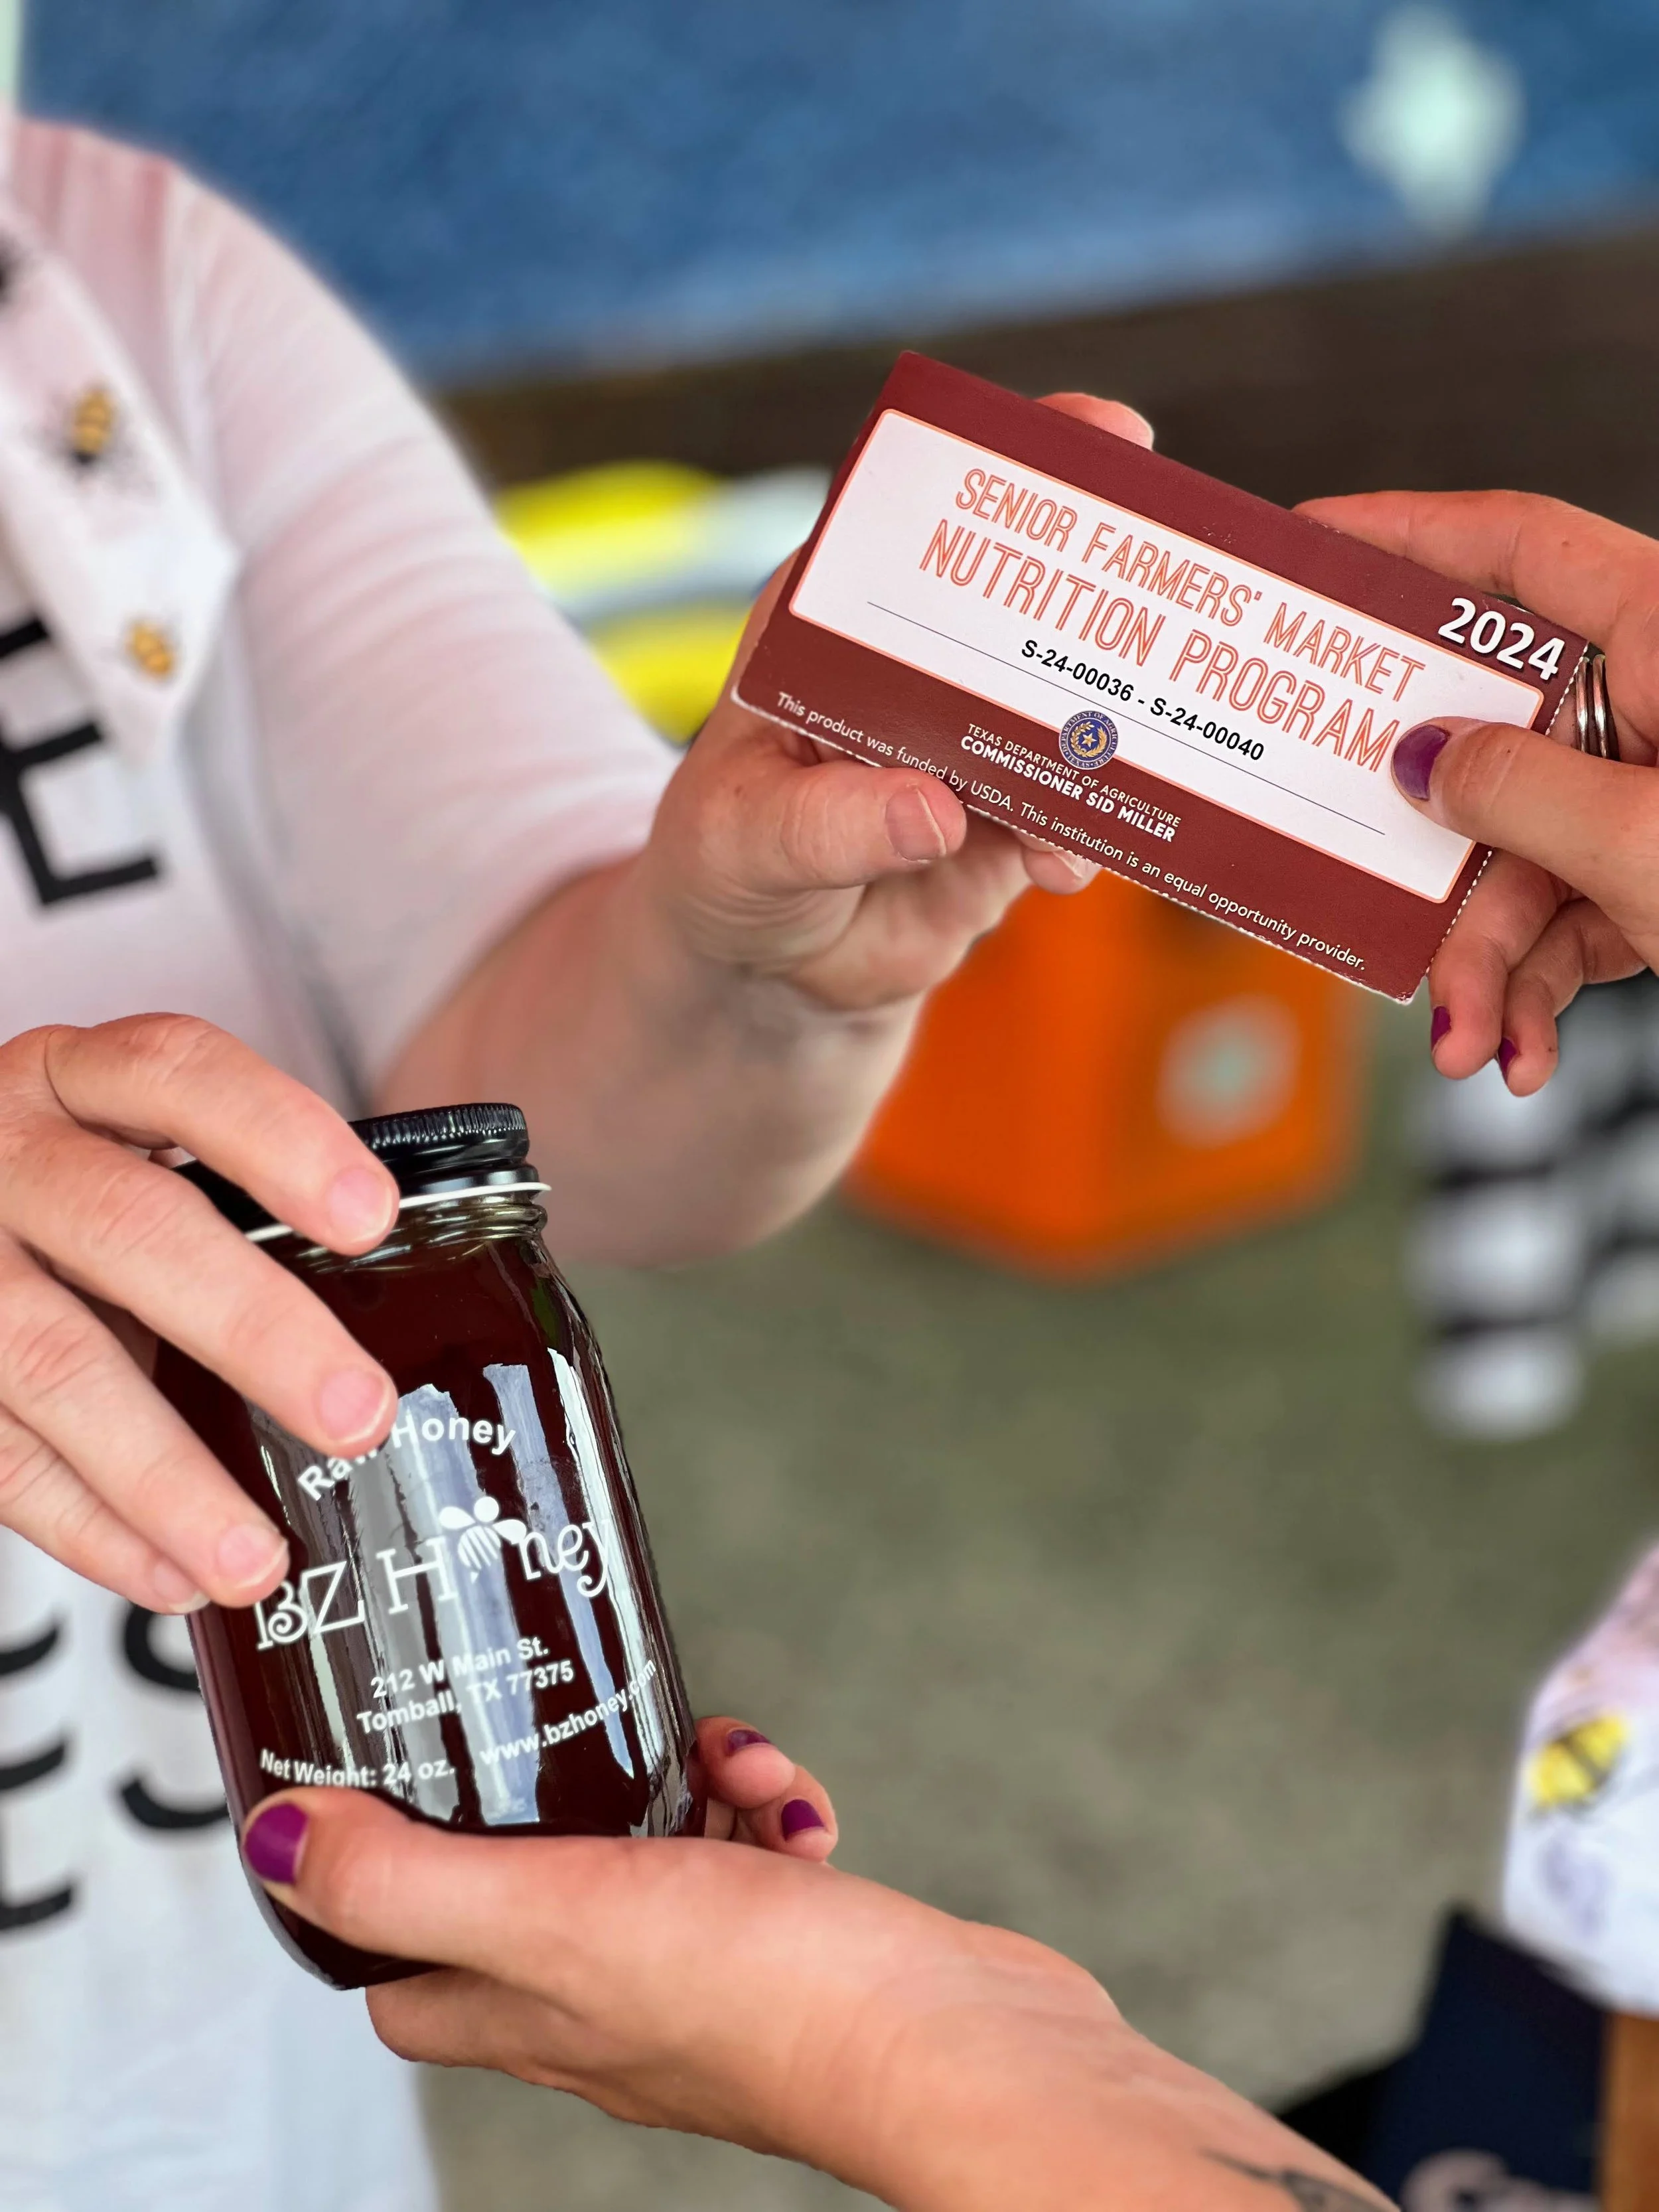 SENIOR FARMERS' MARKET
NUTRITION PROGRAM
2024
S-24-00036 - S-24-00040
TEXAS DEPARTMENT OF AGRICULTURE
COMMISSIONER SID MILLER
This product was funded by USDA. This institution is an equal opportunity provider.
Raw Honey
BZ Honey
212 W Main St.
Tomball, TX 77375
Net Weight: 24 oz. www.bzhoney.com